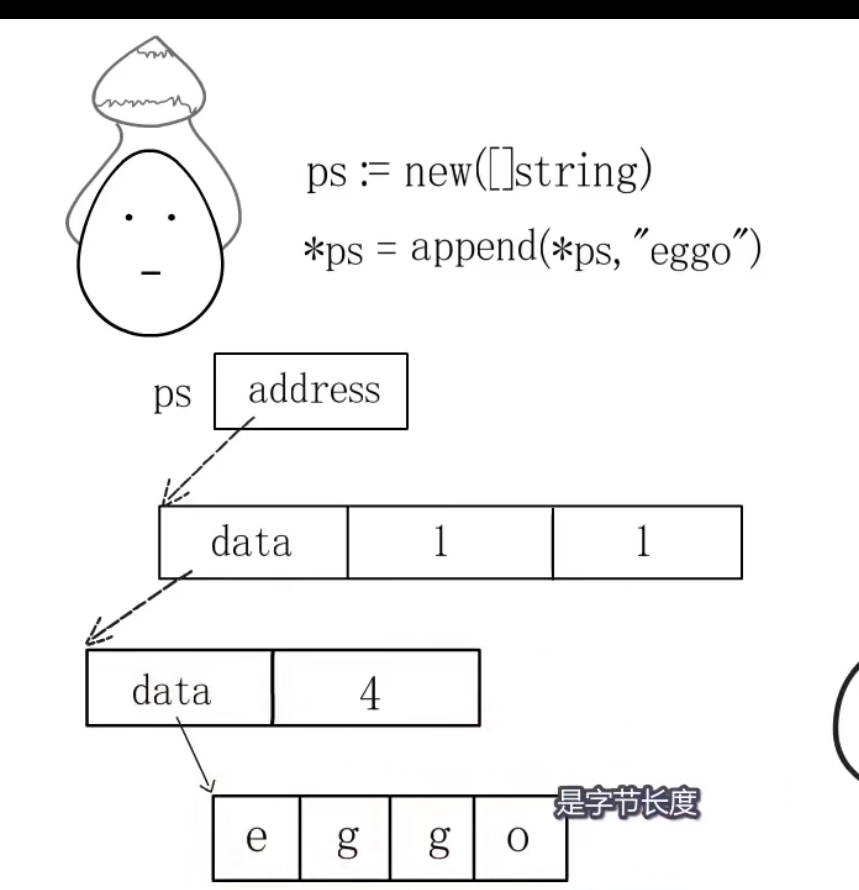 ps := new([]string)
*ps = append(*ps, "eggo")
ps address
data 1 1
data 4
e g g o
是字节长度